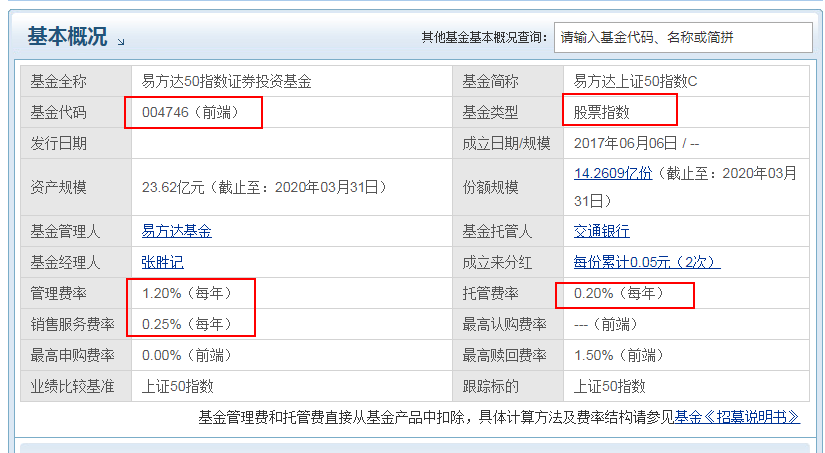 基本概况
其他基金基本概况查询： 请输入基金代码、名称或简拼
基金全称 易方达50指数证券投资基金 基金简称 易方达上证50指数C
基金代码 004746（前端） 基金类型 股票指数
发行日期 成立日期/规模 2017年06月06日 / --
资产规模 23.62亿元（截止至：2020年03月31日） 份额规模 14.2609亿份（截止至：2020年03月
31日）
基金管理人 易方达基金 基金托管人 交通银行
基金经理人 张胜记 成立来分红 每份累计0.05元（2次）
管理费率 1.20%（每年） 托管费率 0.20%（每年）
销售服务费率 0.25%（每年） 最高认购费率 ---（前端）
最高申购费率 0.00%（前端） 最高赎回费率 1.50%（前端）
业绩比较基准 上证50指数 跟踪标的 上证50指数
基金管理费和托管费直接从基金产品中扣除，具体计算方法及费率结构请参见基金《招募说明书》